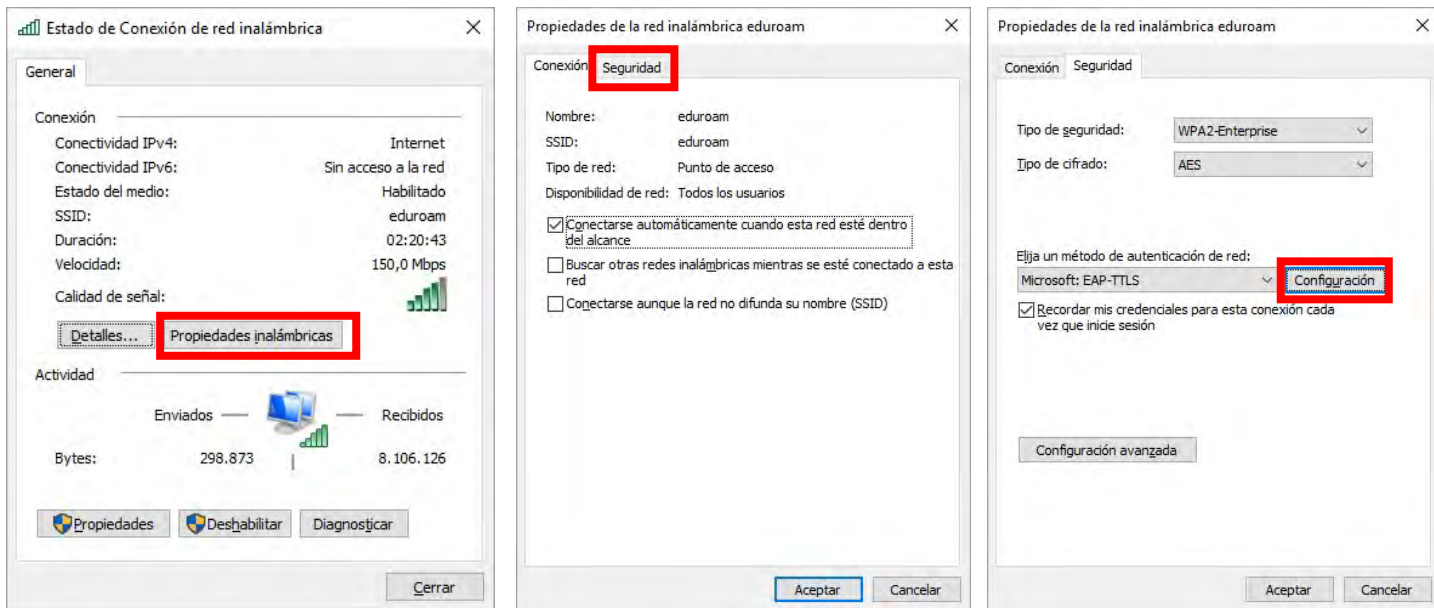 Estado de Conexión de red inalámbrica
General
Conexión
Conectividad IPv4: Internet
Conectividad IPv6: Sin acceso a la red
Estado del medio: Habilitado
SSID: eduroam
Duración: 02:20:43
Velocidad: 150,0 Mbps
Calidad de señal:
Detalles... Propiedades inalámbricas
Actividad
Enviados Recibidos
Bytes: 298.873 8.106.126
Propiedades Deshabilitar Diagnosticar
Cerrar
Propiedades de la red inalámbrica eduroam
Conexión Seguridad
Nombre: eduroam
SSID: eduroam
Tipo de red: Punto de acceso
Disponibilidad de red: Todos los usuarios
Conectarse automáticamente cuando esta red esté dentro
del alcance
Buscar otras redes inalámbricas mientras se esté conectado a esta
red
Conectarse aunque la red no difunda su nombre (SSID)
Aceptar Cancelar
Propiedades de la red inalámbrica eduroam
Conexión Seguridad
Tipo de seguridad: WPA2-Enterprise
Tipo de cifrado: AES
Elija un método de autenticación de red:
Microsoft: EAP-TTLS Configuración
Recordar mis credenciales para esta conexión cada
vez que inicie sesión
Configuración avanzada
Aceptar Cancelar